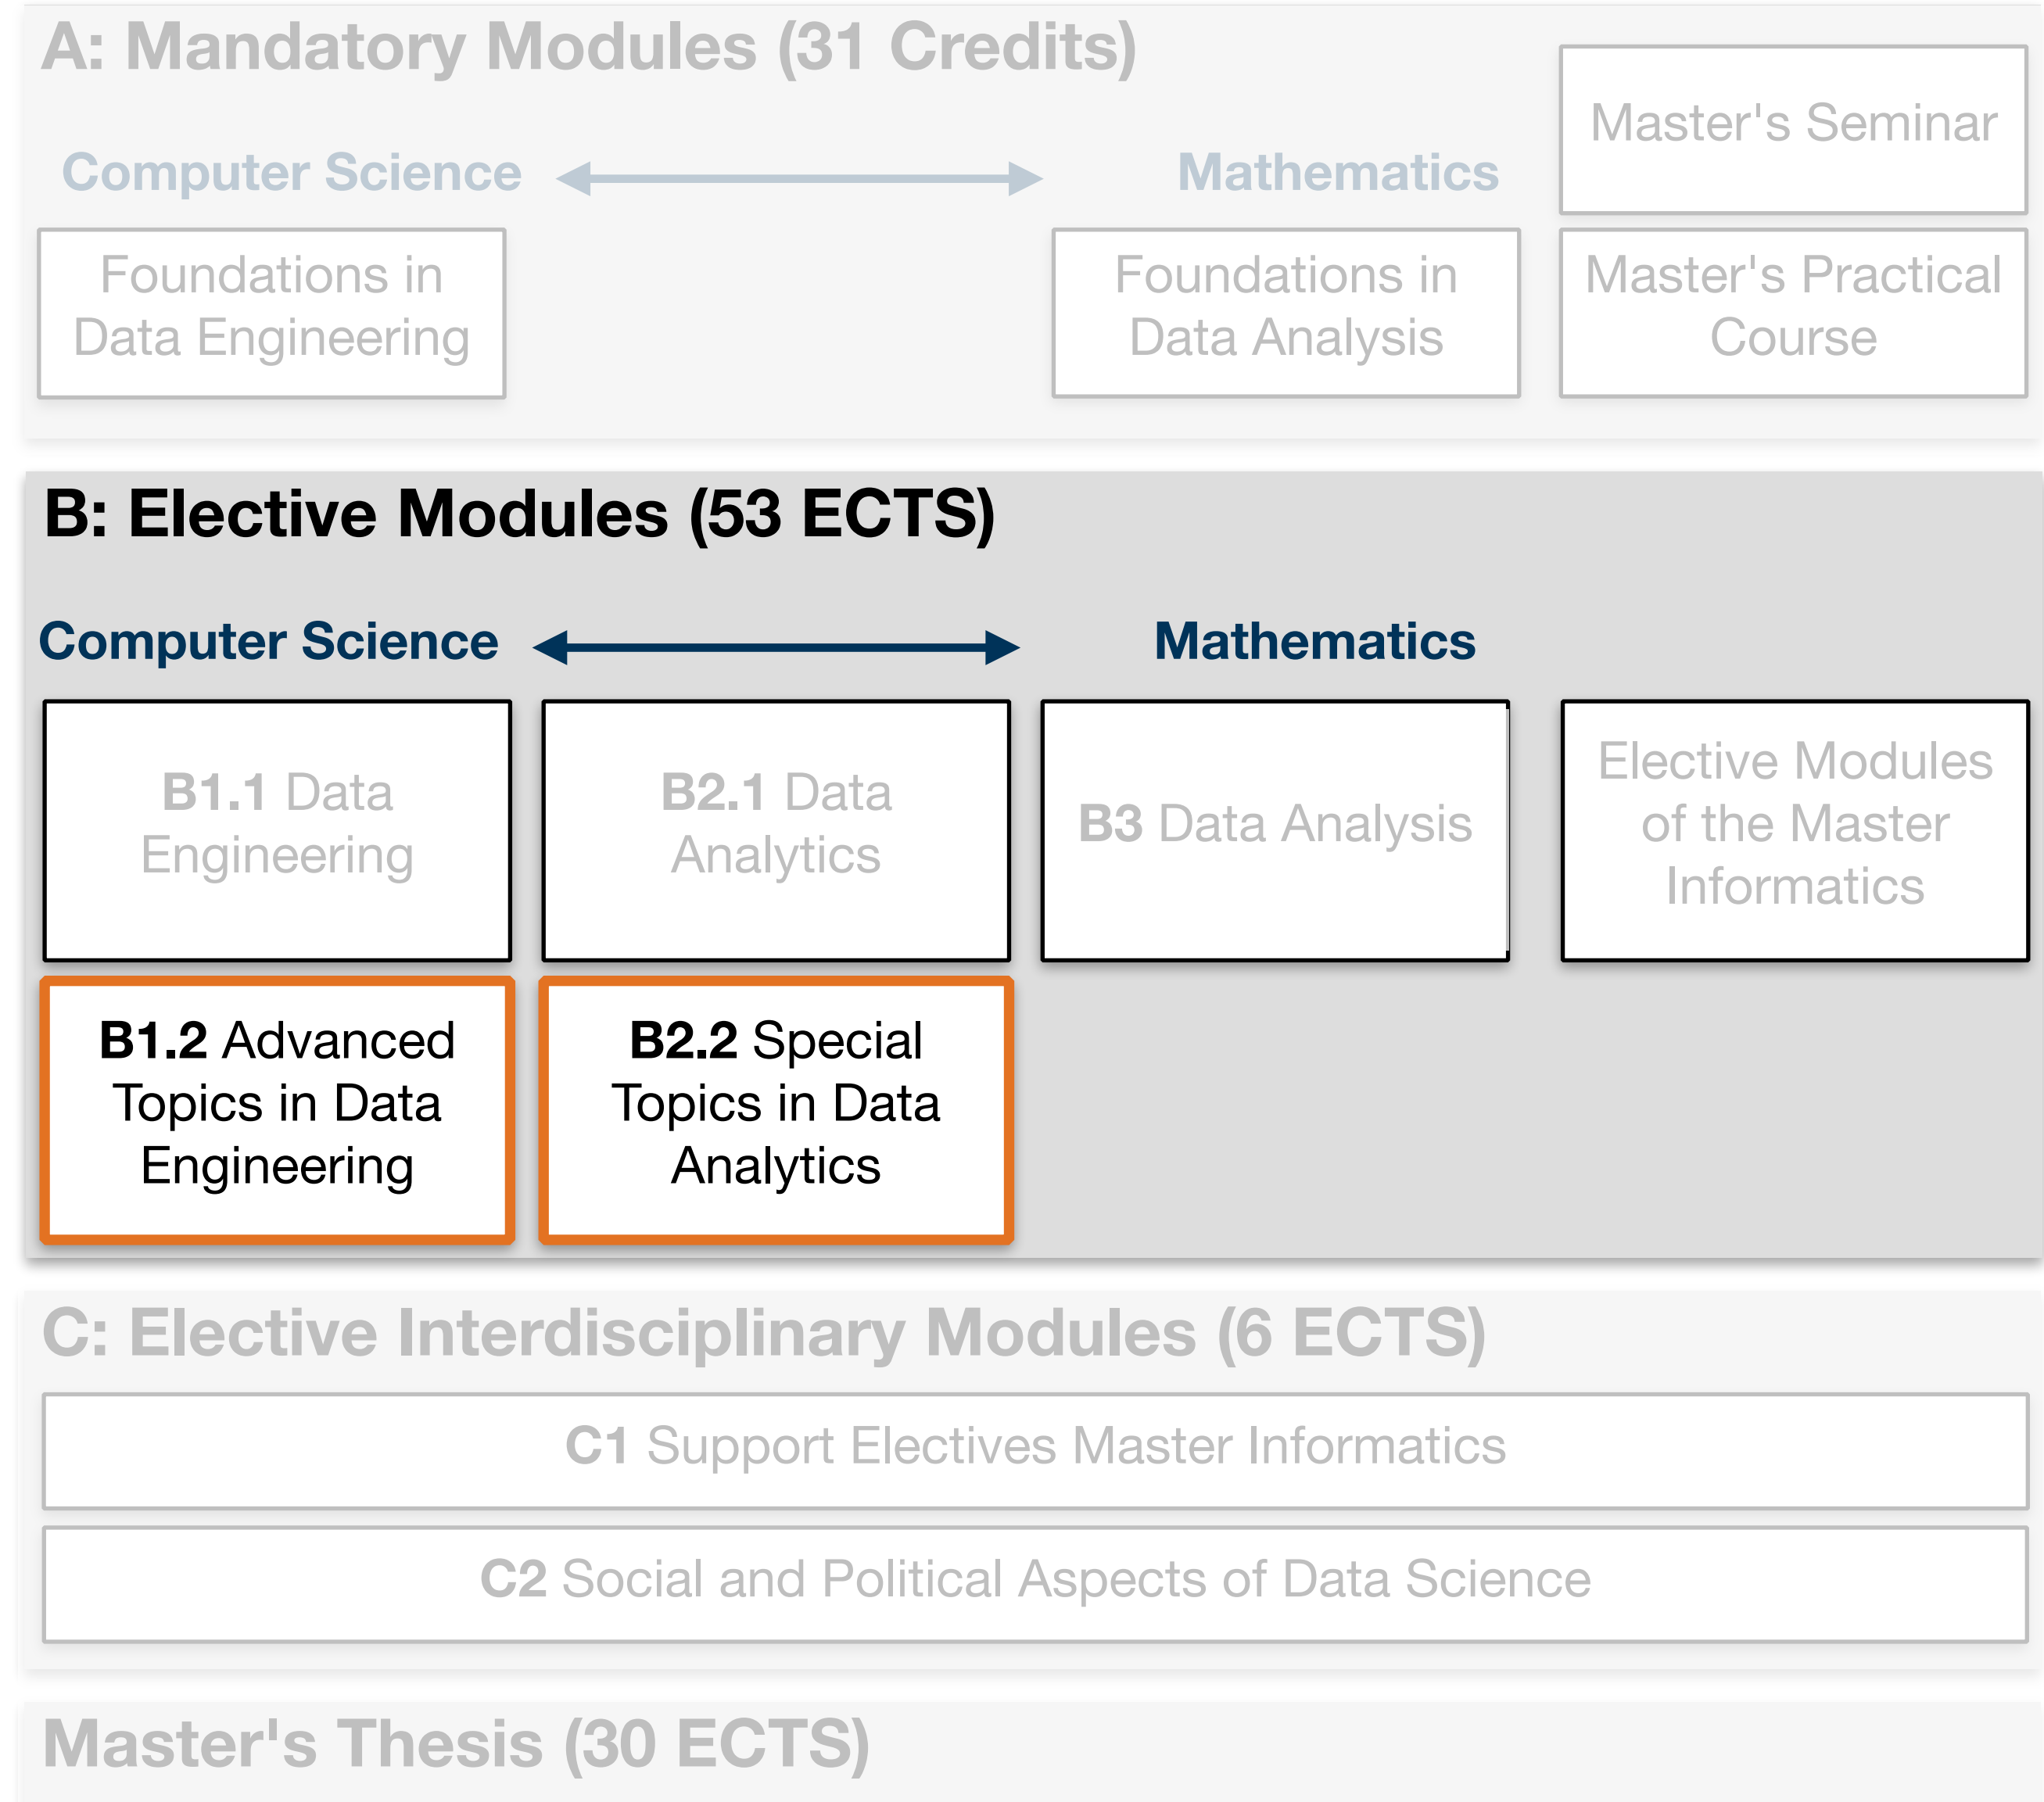 A: Mandatory Modules (31 Credits)
Master's Seminar
Computer Science
Mathematics
Foundations in
Data Engineering
Foundations in
Data Analysis
Master's Practical
Course
B: Elective Modules (53 ECTS)
Computer Science
Mathematics
B1.1 Data
Engineering
B2.1 Data
Analytics
B3 Data Analysis
Elective Modules
of the Master
Informatics
B1.2 Advanced
Topics in Data
Engineering
B2.2 Special
Topics in Data
Analytics
C: Elective Interdisciplinary Modules (6 ECTS)
C1 Support Electives Master Informatics
C2 Social and Political Aspects of Data Science
Master's Thesis (30 ECTS)